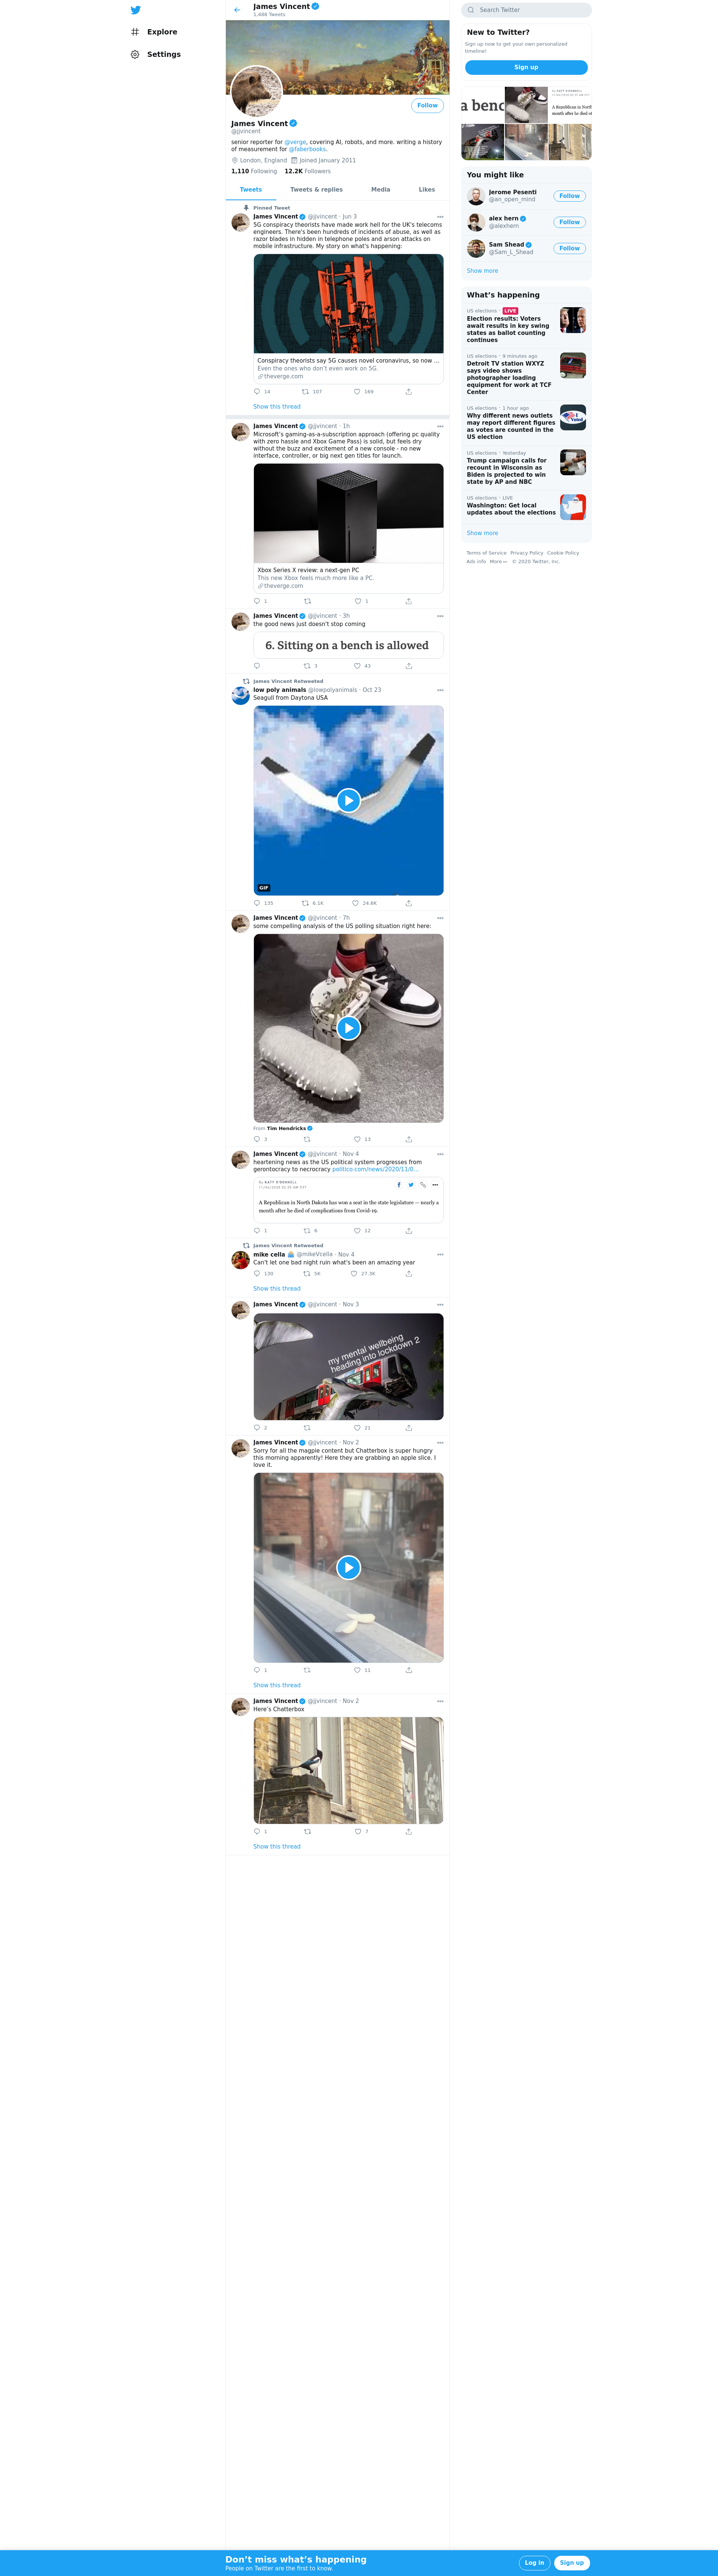 Explore
Settings
James Vincent
1,488 Tweets
Follow
James Vincent
@jjvincent
senior reporter for @verge, covering AI, robots, and more. writing a history
of measurement for @faberbooks.
London, England Joined January 2011
1,110 Following 12.2K Followers
Tweets Tweets & replies Media Likes
Pinned Tweet
James Vincent @jjvincent · Jun 3
5G conspiracy theorists have made work hell for the UK's telecoms
engineers. There's been hundreds of incidents of abuse, as well as
razor blades in hidden in telephone poles and arson attacks on
mobile infrastructure. My story on what's happening:
Conspiracy theorists say 5G causes novel coronavirus, so now ...
Even the ones who don't even work on 5G.
theverge.com
14 107 169
Show this thread
James Vincent @jjvincent · 1h
Microsoft's gaming-as-a-subscription approach (offering pc quality
with zero hassle and Xbox Game Pass) is solid, but feels dry
without the buzz and excitement of a new console - no new
interface, controller, or big next gen titles for launch.
Xbox Series X review: a next-gen PC
This new Xbox feels much more like a PC.
theverge.com
1 1
James Vincent @jjvincent · 3h
the good news just doesn't stop coming
6. Sitting on a bench is allowed
3 43
James Vincent Retweeted
low poly animals @lowpolyanimals · Oct 23
Seagull from Daytona USA
GIF
135 6.1K 24.6K
James Vincent @jjvincent · 7h
some compelling analysis of the US polling situation right here:
From Tim Hendricks
3 13
James Vincent @jjvincent · Nov 4
heartening news as the US political system progresses from
gerontocracy to necrocracy politico.com/news/2020/11/0...
By KATY O'DONNELL
11/04/2020 01:35 AM EST
A Republican in North Dakota has won a seat in the state legislature — nearly a
month after he died of complications from Covid-19.
1 6 12
James Vincent Retweeted
mike cella @mikeVcella · Nov 4
Can't let one bad night ruin what's been an amazing year
130 5K 27.3K
Show this thread
James Vincent @jjvincent · Nov 3
my mental wellbeing
heading into lockdown 2
2 21
James Vincent @jjvincent · Nov 2
Sorry for all the magpie content but Chatterbox is super hungry
this morning apparently! Here they are grabbing an apple slice. I
love it.
1 11
Show this thread
James Vincent @jjvincent · Nov 2
Here's Chatterbox
1 7
Show this thread
Search Twitter
New to Twitter?
Sign up now to get your own personalized
timeline!
Sign up
a benc
A Republican in North
month after he died of
You might like
Jerome Pesenti
@an_open_mind
Follow
alex hern
@alexhern
Follow
Sam Shead
@Sam_L_Shead
Follow
Show more
What's happening
US elections · LIVE
Election results: Voters
await results in key swing
states as ballot counting
continues
US elections · 9 minutes ago
Detroit TV station WXYZ
says video shows
photographer loading
equipment for work at TCF
Center
US elections · 1 hour ago
Why different news outlets
may report different figures
as votes are counted in the
US election
I Voted
US elections · Yesterday
Trump campaign calls for
recount in Wisconsin as
Biden is projected to win
state by AP and NBC
US elections · LIVE
Washington: Get local
updates about the elections
Show more
Terms of Service Privacy Policy Cookie Policy
Ads info More © 2020 Twitter, Inc.
Don't miss what's happening
People on Twitter are the first to know.
Log in Sign up